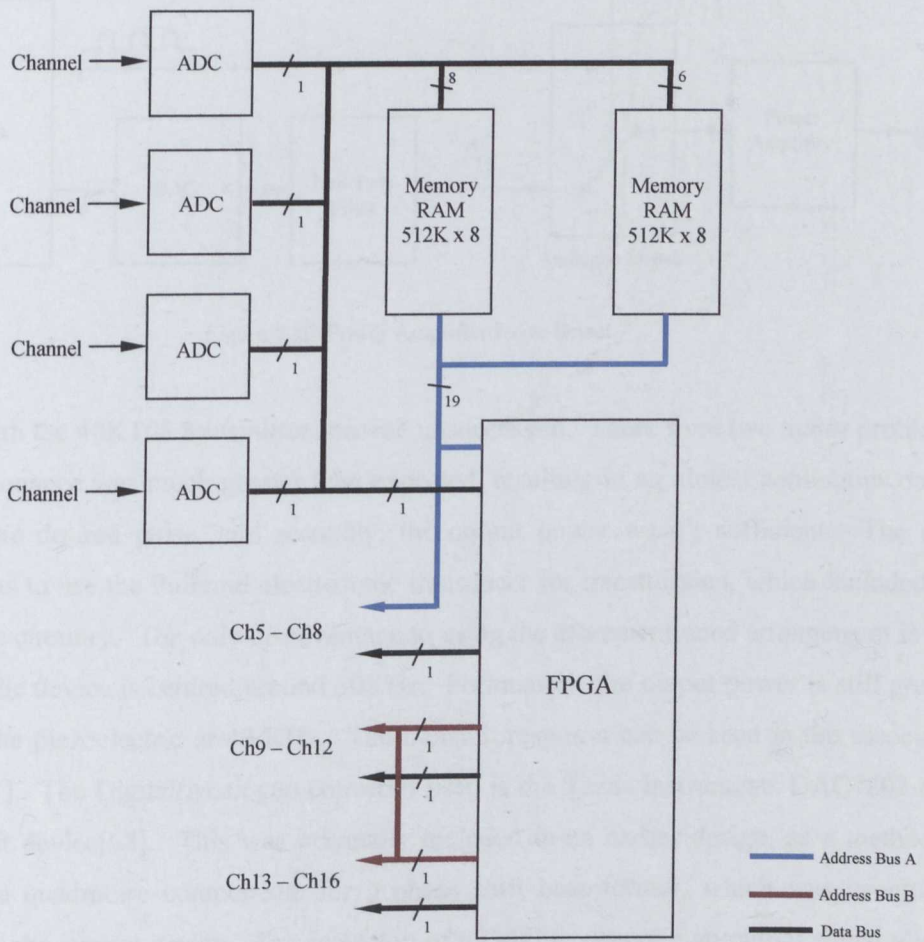 Channel
ADC
1
8
6
Memory
RAM
512K x 8
Memory
RAM
512K x 8
Channel
ADC
1
Channel
ADC
1
19
Channel
ADC
1
1
Ch5 – Ch8
1
FPGA
1
Ch9 – Ch12
1
1
Ch13 – Ch16
1
Address Bus A
Address Bus B
Data Bus